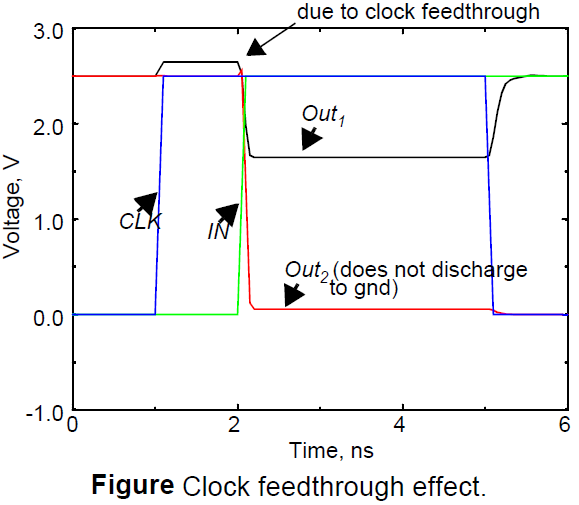 due to clock feedthrough
3.0
2.0
1.0
0.0
-1.0
Voltage, V
Out1
CLK
IN
Out2 (does not discharge
to gnd)
0
2
4
6
Time, ns
Figure Clock feedthrough effect.